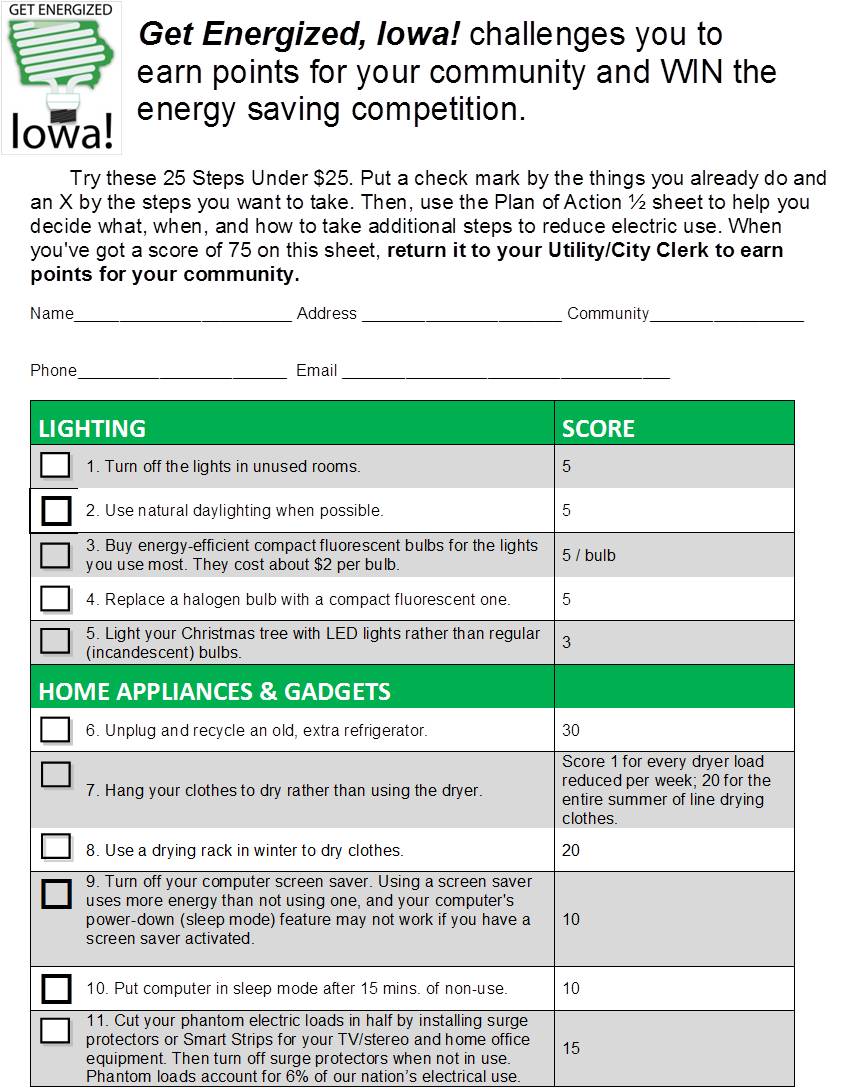 GET ENERGIZED
Iowa!
Get Energized, Iowa! challenges you to
earn points for your community and WIN the
energy saving competition.
Try these 25 Steps Under $25. Put a check mark by the things you already do and
an X by the steps you want to take. Then, use the Plan of Action ½ sheet to help you
decide what, when, and how to take additional steps to reduce electric use. When
you've got a score of 75 on this sheet, return it to your Utility/City Clerk to earn
points for your community.
Name________________________ Address ______________________ Community_________________
Phone_______________________ Email ____________________________________
LIGHTING SCORE
1. Turn off the lights in unused rooms. 5
2. Use natural daylighting when possible. 5
3. Buy energy-efficient compact fluorescent bulbs for the lights
you use most. They cost about $2 per bulb.
5 / bulb
4. Replace a halogen bulb with a compact fluorescent one. 5
5. Light your Christmas tree with LED lights rather than regular
(incandescent) bulbs.
3
HOME APPLIANCES & GADGETS
6. Unplug and recycle an old, extra refrigerator. 30
7. Hang your clothes to dry rather than using the dryer.
Score 1 for every dryer load
reduced per week; 20 for the
entire summer of line drying
clothes.
8. Use a drying rack in winter to dry clothes. 20
9. Turn off your computer screen saver. Using a screen saver
uses more energy than not using one, and your computer's
power-down (sleep mode) feature may not work if you have a
screen saver activated.
10
10. Put computer in sleep mode after 15 mins. of non-use. 10
11. Cut your phantom electric loads in half by installing surge
protectors or Smart Strips for your TV/stereo and home office
equipment. Then turn off surge protectors when not in use.
Phantom loads account for 6% of our nation's electrical use.
15